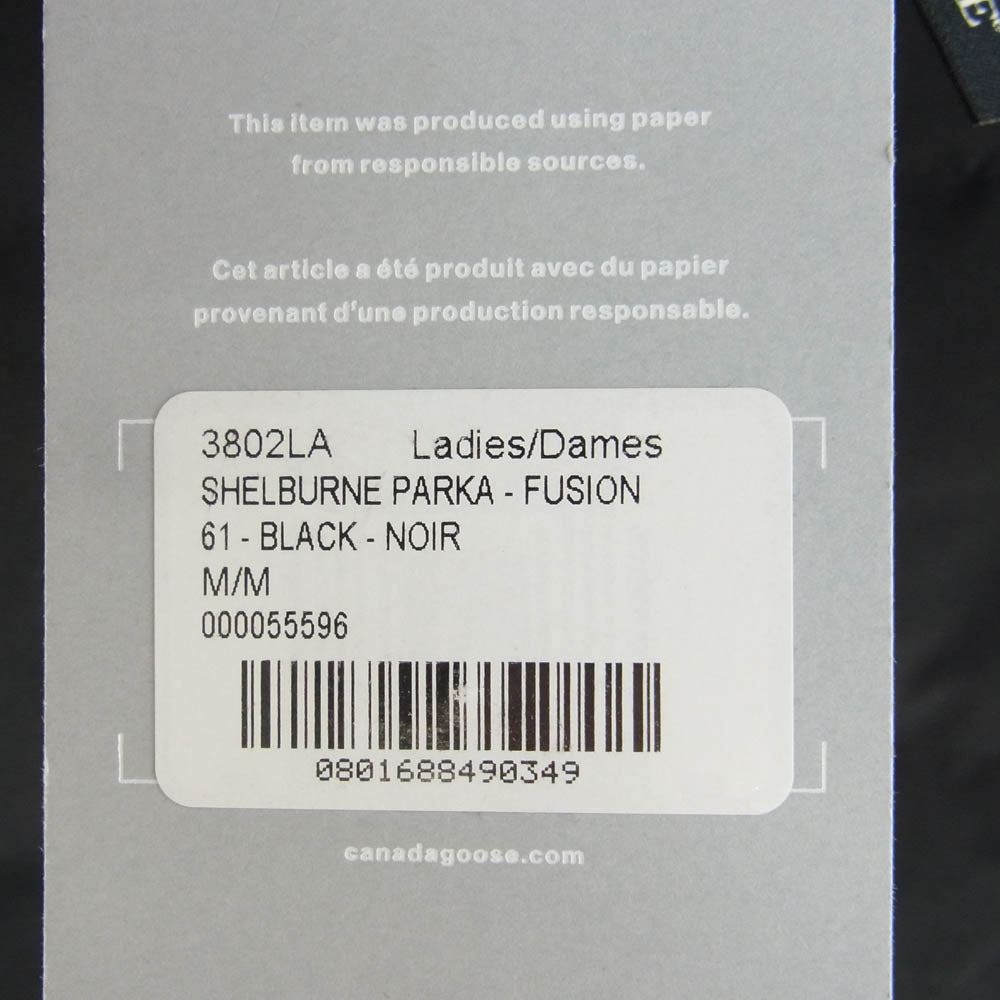 This item was produced using paper
from responsible sources.
Cet article a été produit avec du papier
provenant d'une production responsable.
3802LA Ladies/Dames
SHELBURNE PARKA - FUSION
61 - BLACK - NOIR
M/M
000055596
0801688490349
canadagoose.com